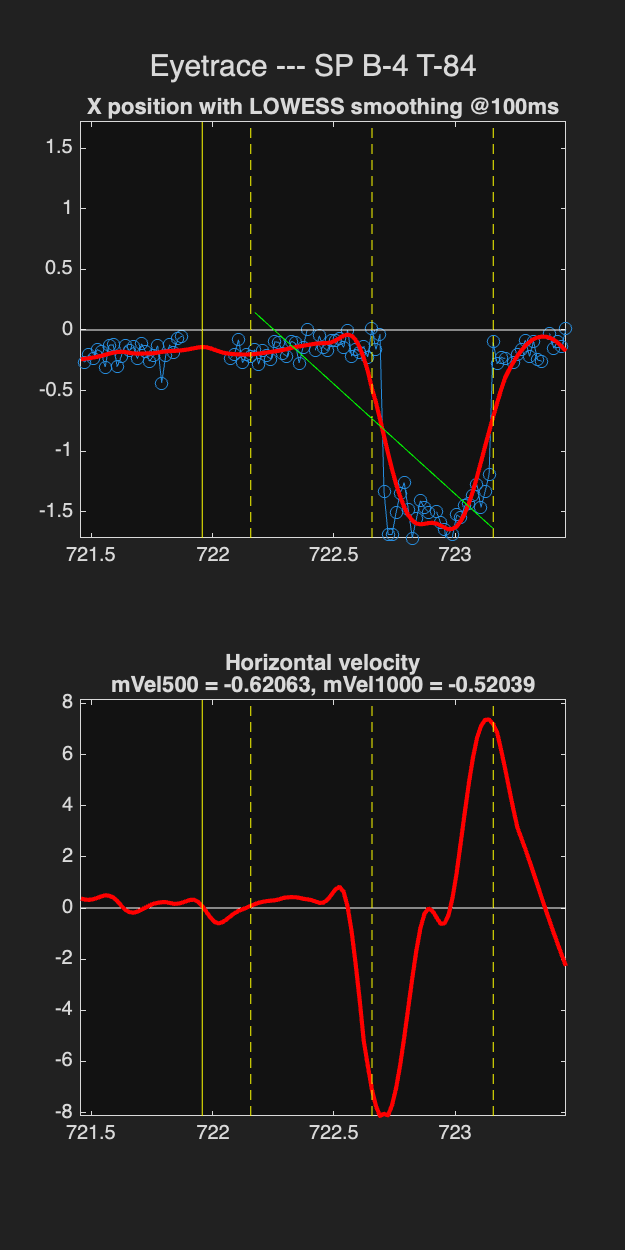 Eyetrace --- SP B-4 T-84
X position with LOWESS smoothing @100ms
1.5
1
0.5
0
-0.5
-1
-1.5
721.5 722 722.5 723
Horizontal velocity
mVel500 = -0.62063, mVel1000 = -0.52039
8
6
4
2
0
-2
-4
-6
-8
721.5 722 722.5 723